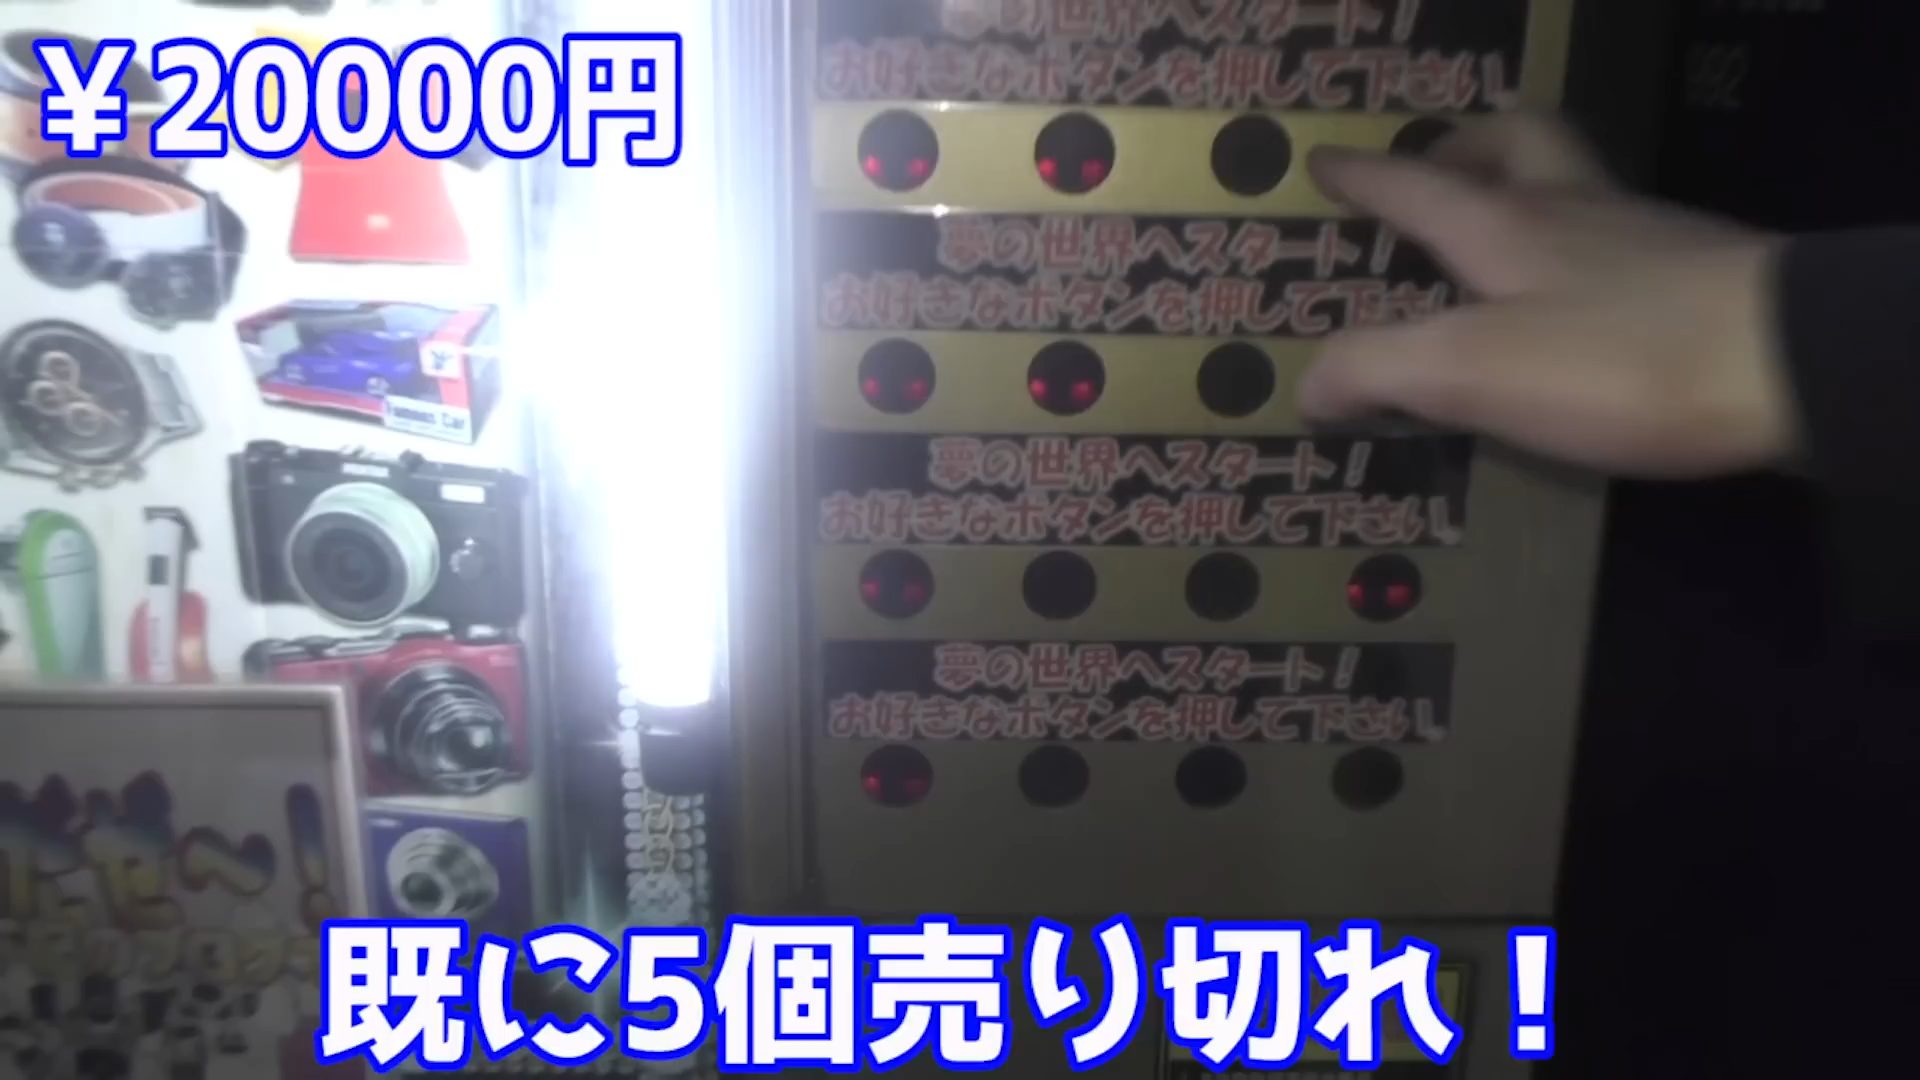 ￥20000円
夢の世界へスタート！
お好きなボタンを押して下さい。
夢の世界へスタート！
お好きなボタンを押して下さい
夢の世界へスタート！
お好きなボタンを押して下さい。
夢の世界へスタート！
お好きなボタンを押して下さい。
Famous Car
既に5個売り切れ！